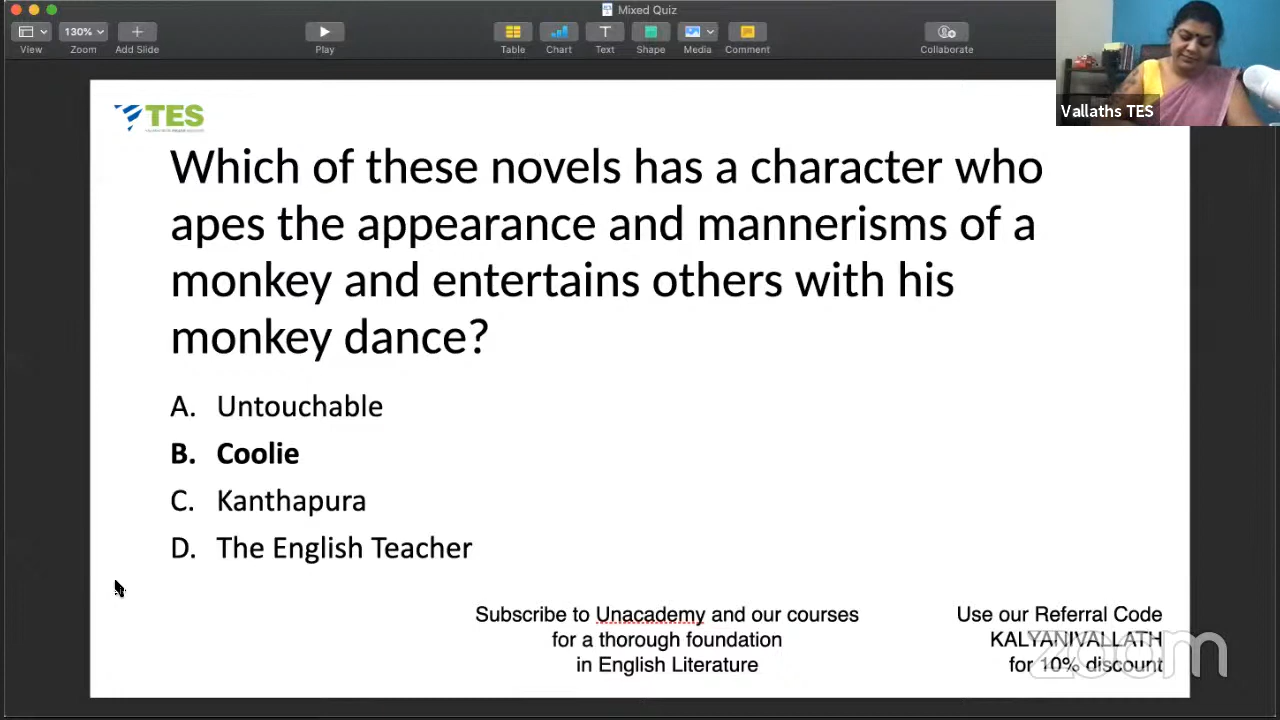 Mixed Quiz
130%
View
Zoom
Add Slide
Play
Table
Chart
Text
Shape
Media
Comment
Collaborate
Vallaths TES
TES
Which of these novels has a character who
apes the appearance and mannerisms of a
monkey and entertains others with his
monkey dance?
A. Untouchable
B. Coolie
C. Kanthapura
D. The English Teacher
Subscribe to Unacademy and our courses
for a thorough foundation
in English Literature
Use our Referral Code
KALYANIVALLATH
for 10% discount
zoom